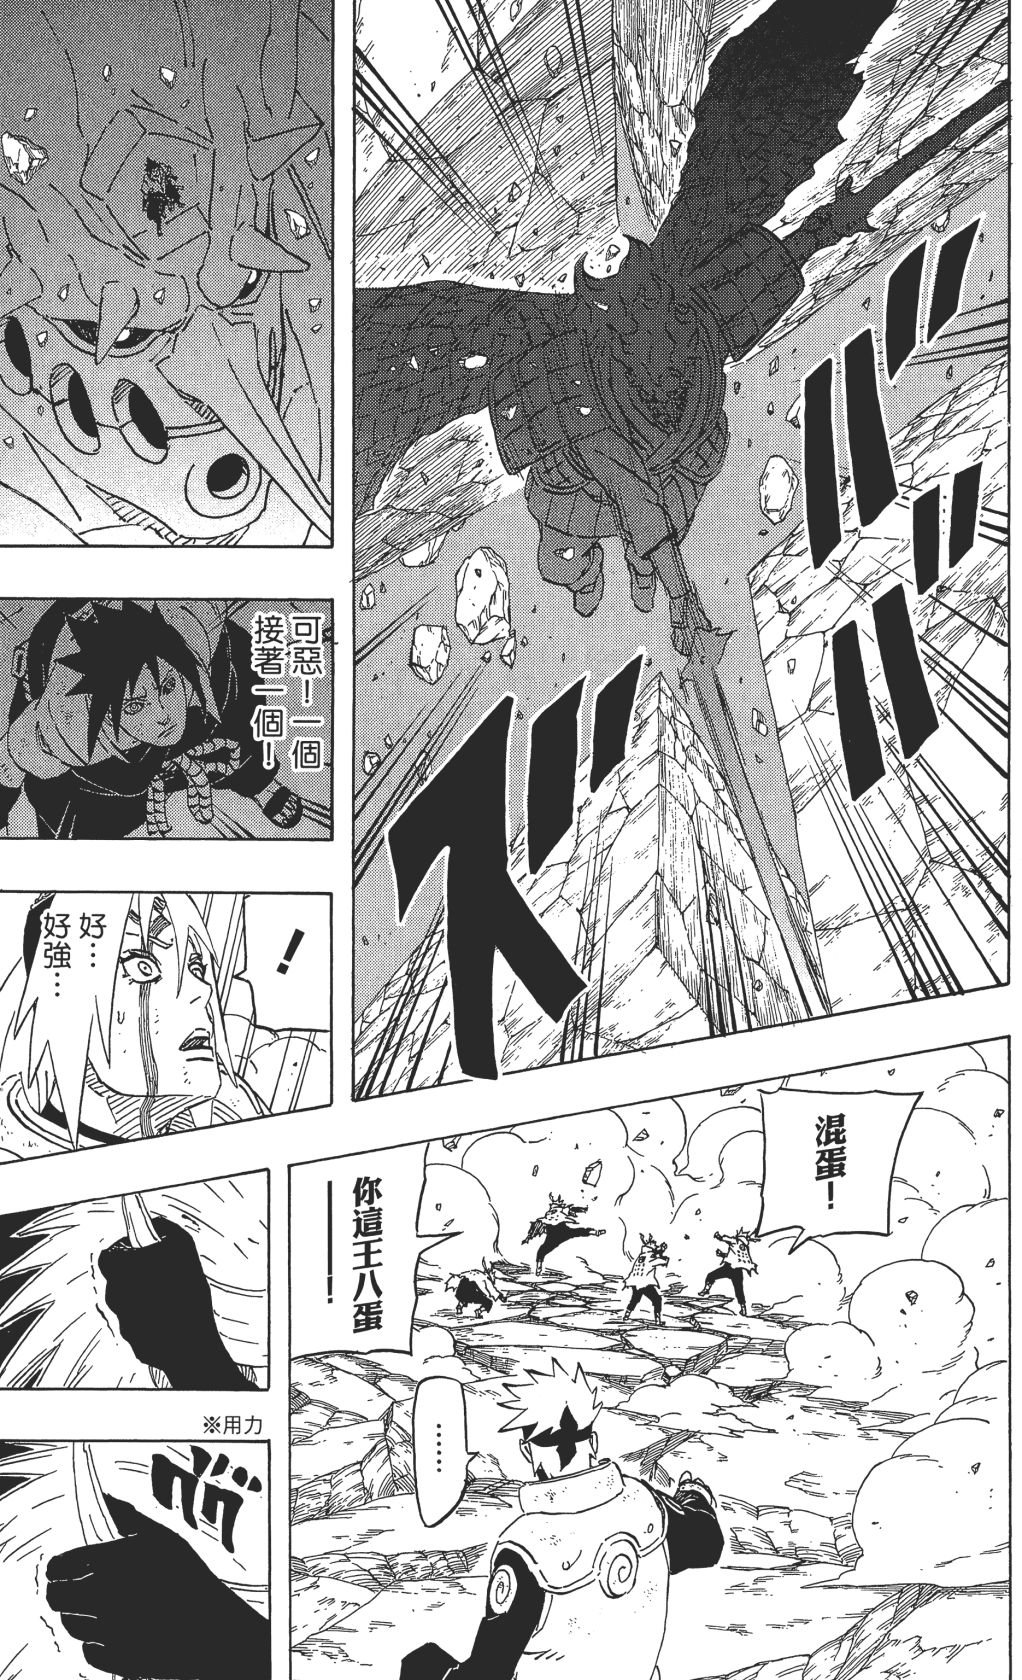 ズババ
可惡！一個
接著一個！
！
好…
好強…
混蛋！
你這王八蛋——！
……
※用力
ググ